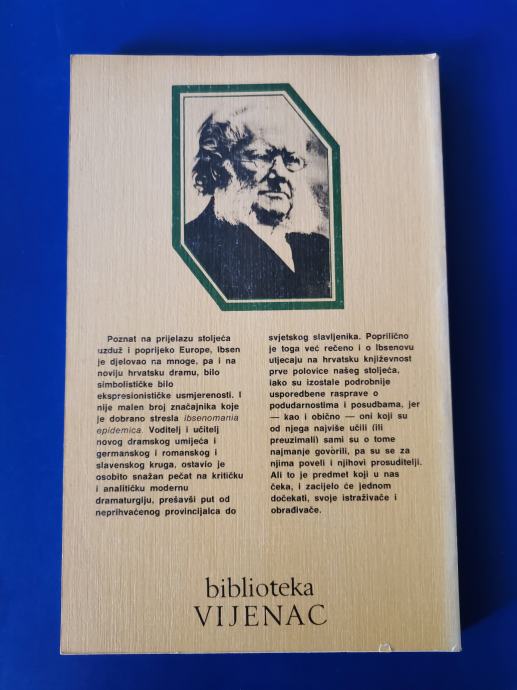 Poznat na prijelazu stoljeća
uzduž i poprijeko Europe, Ibsen
je djelovao na mnoge, pa i na
noviju hrvatsku dramu, bilo
simbolističke bilo
ekspresionističke usmjerenosti. I
nije malen broj značajnika koje
je dobrano stresla ibsenomania
epidemica. Voditelj i učitelj
novog dramskog umijeća i
germanskog i romanskog i
slavenskog kruga, ostavio je
osobito snažan pečat na kritičku
i analitičku modernu
dramaturgiju, prešavši put od
neprihvaćenog provincijalca do
svjetskog slavljenika. Poprilično
je toga već rečeno i o Ibsenovu
utjecaju na hrvatsku književnost
prve polovice našeg stoljeća,
iako su izostale podrobnije
usporedbene rasprave o
podudarnostima i posudbama, jer
— kao i obično — oni koji su
od njega najviše učili (ili
preuzimali) sami su o tome
najmanje govorili, pa su se za
njima poveli i njihovi prosuditelji.
Ali to je predmet koji u nas
čeka, i zacijelo će jednom
dočekati, svoje istraživače i
obrađivače.
biblioteka
VIJENAC